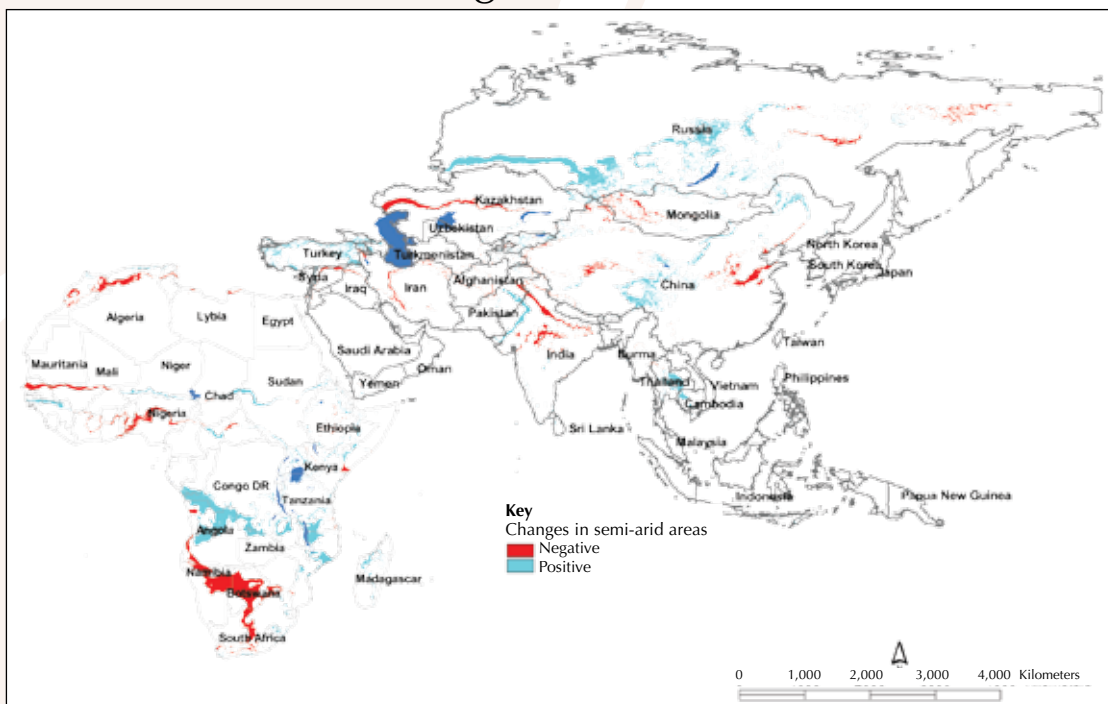 Russia
Kazakhstan
Mongolia
Uzbekistan
North Korea
Turkey
Turkmenistan
South Korea
Japan
Syria
Afghanistan
China
Iraq
Iran
Algeria
Lybia
Egypt
Pakistan
Saudi Arabia
India
Burma
Taiwan
Mauritania
Mali
Niger
Oman
Yemen
Sudan
Thailand
Vietnam
Philippines
Chad
Nigeria
Cambodia
Ethiopia
Sri Lanka
Malaysia
Kenya
Congo DR
Tanzania
Indonesia
Papua New Guinea
Key
Changes in semi-arid areas
Negative
Positive
Angola
Zambia
Namibia
Botswana
Madagascar
South Africa
0 1,000 2,000 3,000 4,000 Kilometers